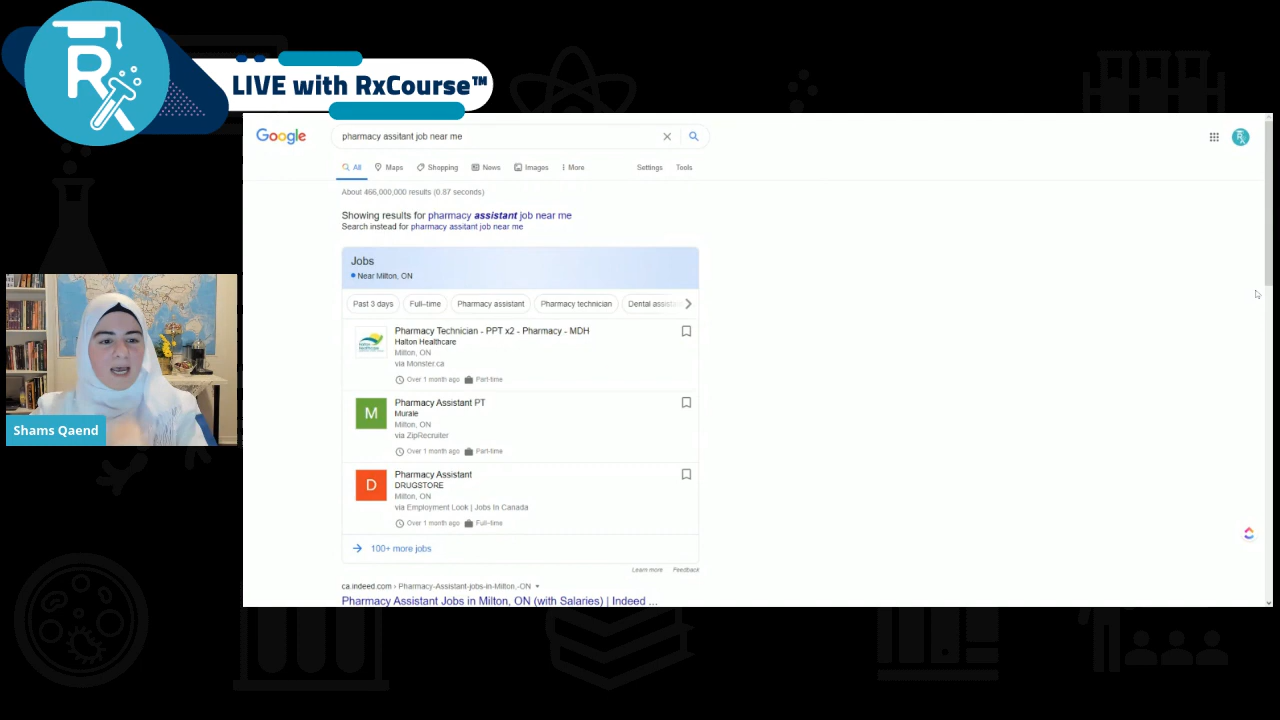 LIVE with RxCourse™
Google
pharmacy assitant job near me
All
Maps
Shopping
News
Images
More
Settings
Tools
About 466,000,000 results (0.87 seconds)
Showing results for pharmacy assistant job near me
Search instead for pharmacy assitant job near me
Jobs
Near Milton, ON
Past 3 days
Full-time
Pharmacy assistant
Pharmacy technician
Dental
Pharmacy Technician - PPT x2 - Pharmacy - MDH
Halton Healthcare
Milton, ON
via Monster.ca
Over 1 month ago
Part-time
M
Pharmacy Assistant PT
Murale
Milton, ON
via ZipRecruiter
Over 1 month ago
Part-time
D
Pharmacy Assistant
DRUGSTORE
Milton, ON
via Employment Look | Jobs In Canada
Over 1 month ago
Full-time
100+ more jobs
Learn more
Feedback
ca.indeed.com › Pharmacy-Assistant-jobs-in-Milton,-ON
Pharmacy Assistant Jobs in Milton, ON (with Salaries) | Indeed ...
Shams Qaend